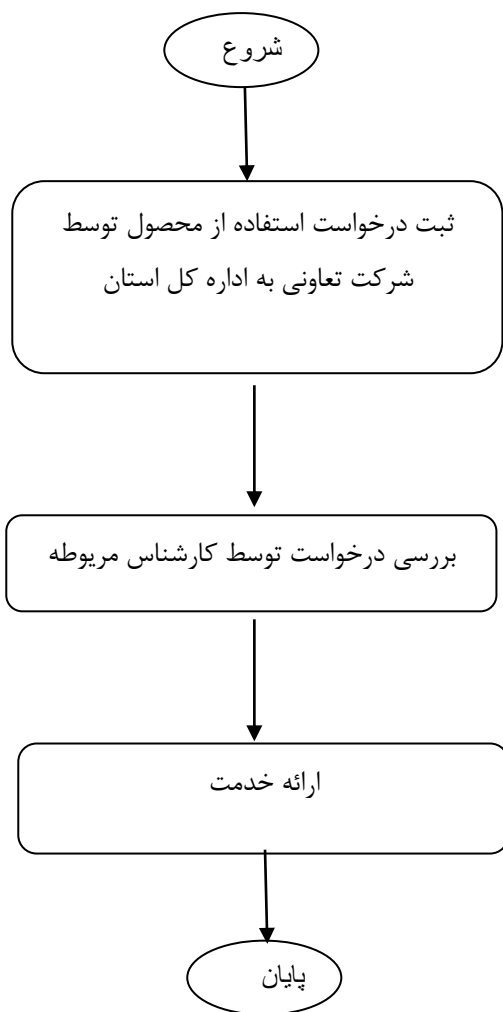 شروع
ثبت درخواست استفاده از محصول توسط
شرکت تعاونی به اداره کل استان
بررسی درخواست توسط کارشناس مریوطه
ارائه خدمت
پایان